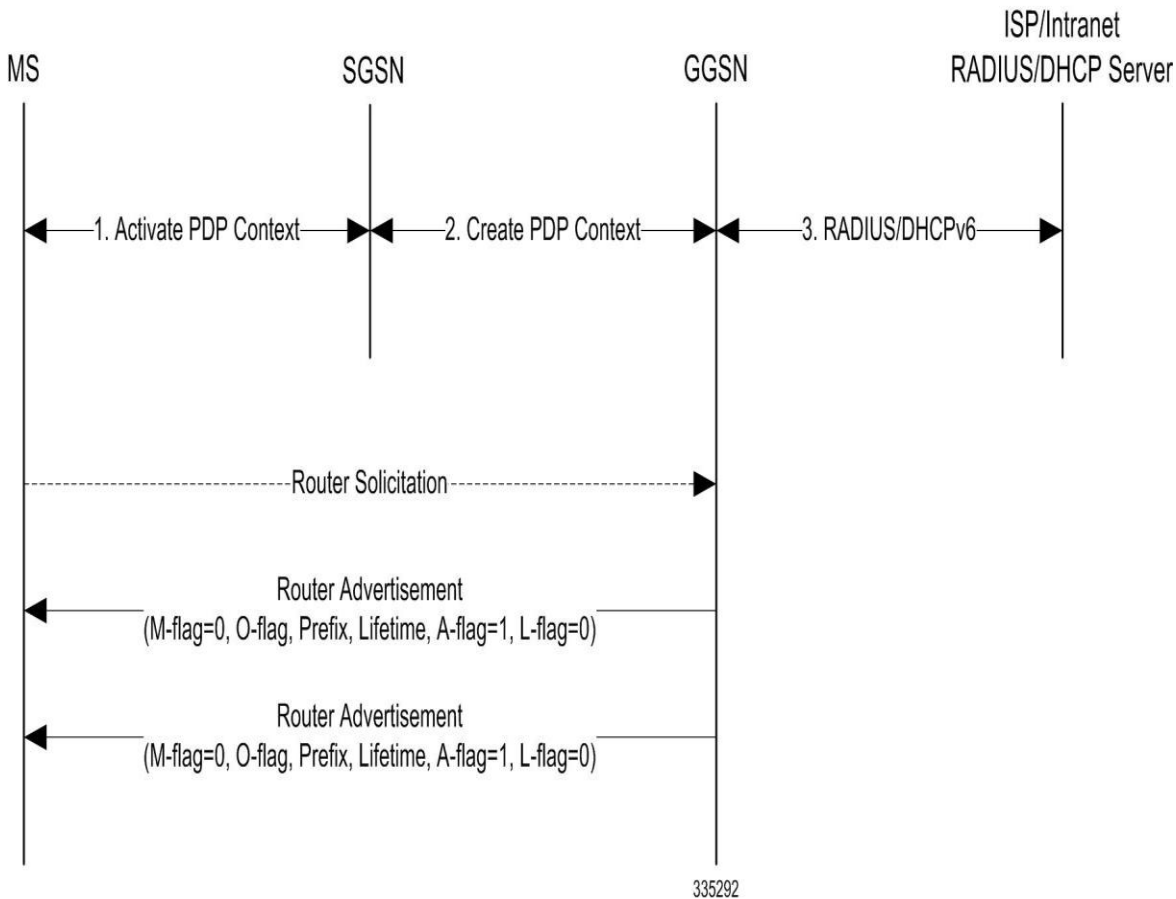 ISP/Intranet
MS
SGSN
GGSN
RADIUS/DHCP Server
1. Activate PDP Context
2. Create PDP Context
3. RADIUS/DHCPv6
Router Solicitation
Router Advertisement
(M-flag=0, O-flag, Prefix, Lifetime, A-flag=1, L-flag=0)
Router Advertisement
(M-flag=0, O-flag, Prefix, Lifetime, A-flag=1, L-flag=0)
335292